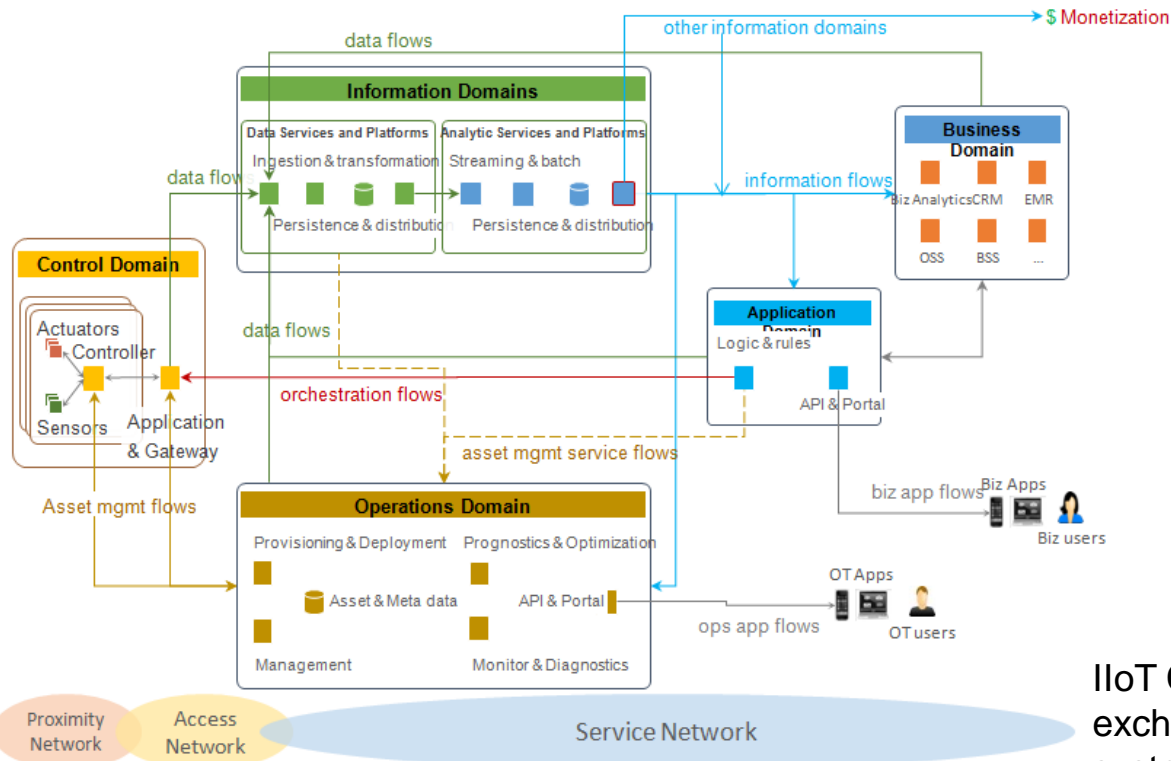 $ Monetization
other information domains
data flows
Information Domains
Data Services and Platforms
Analytic Services and Platforms
Ingestion & transformation
Streaming & batch
Persistence & distribution
Persistence & distribution
data flows
information flows
Business
Domain
Biz Analytics
CRM
EMR
OSS
BSS
...
Control Domain
Actuators
Controller
Sensors
Application
& Gateway
data flows
orchestration flows
Application
Domain
Logic & rules
API & Portal
asset mgmt service flows
Asset mgmt flows
Operations Domain
Provisioning & Deployment
Prognostics & Optimization
Asset & Meta data
API & Portal
Management
Monitor & Diagnostics
biz app flows
Biz Apps
Biz users
ops app flows
OT Apps
OT users
Proximity
Network
Access
Network
Service Network
IIoT
exch